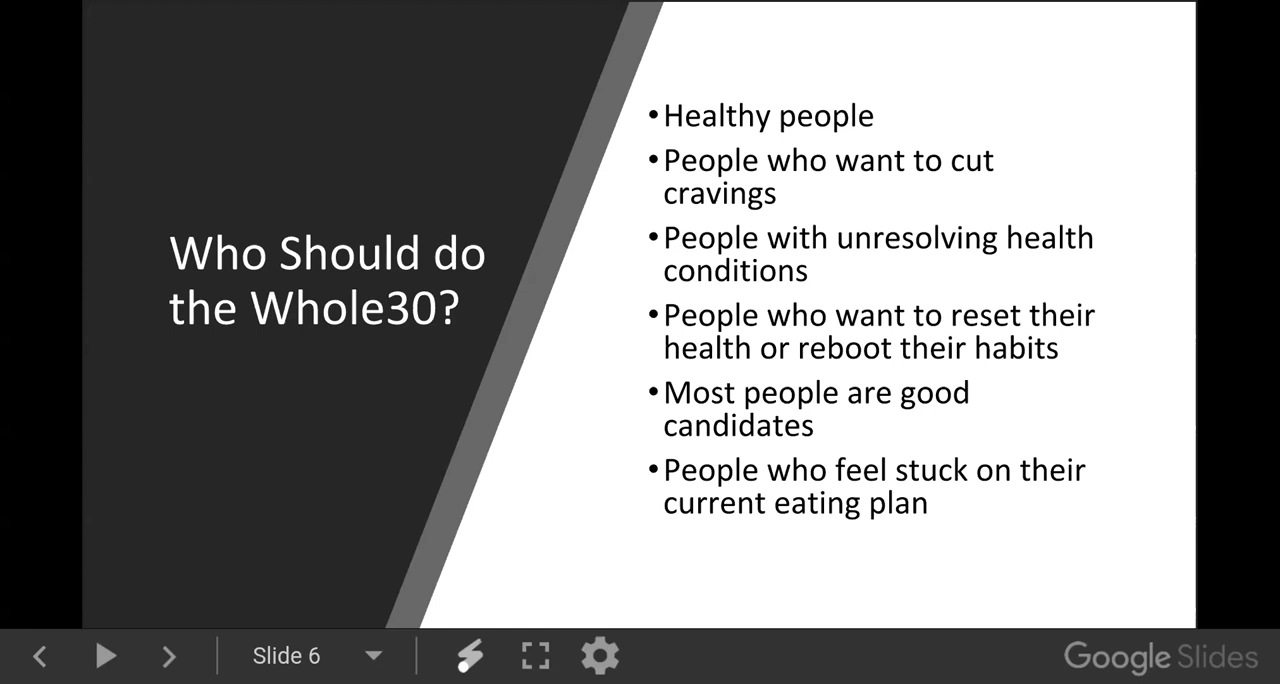 Who Should do
the Whole30?
•Healthy people
•People who want to cut
cravings
•People with unresolving health
conditions
•People who want to reset their
health or reboot their habits
•Most people are good
candidates
•People who feel stuck on their
current eating plan
Slide 6
Google Slides